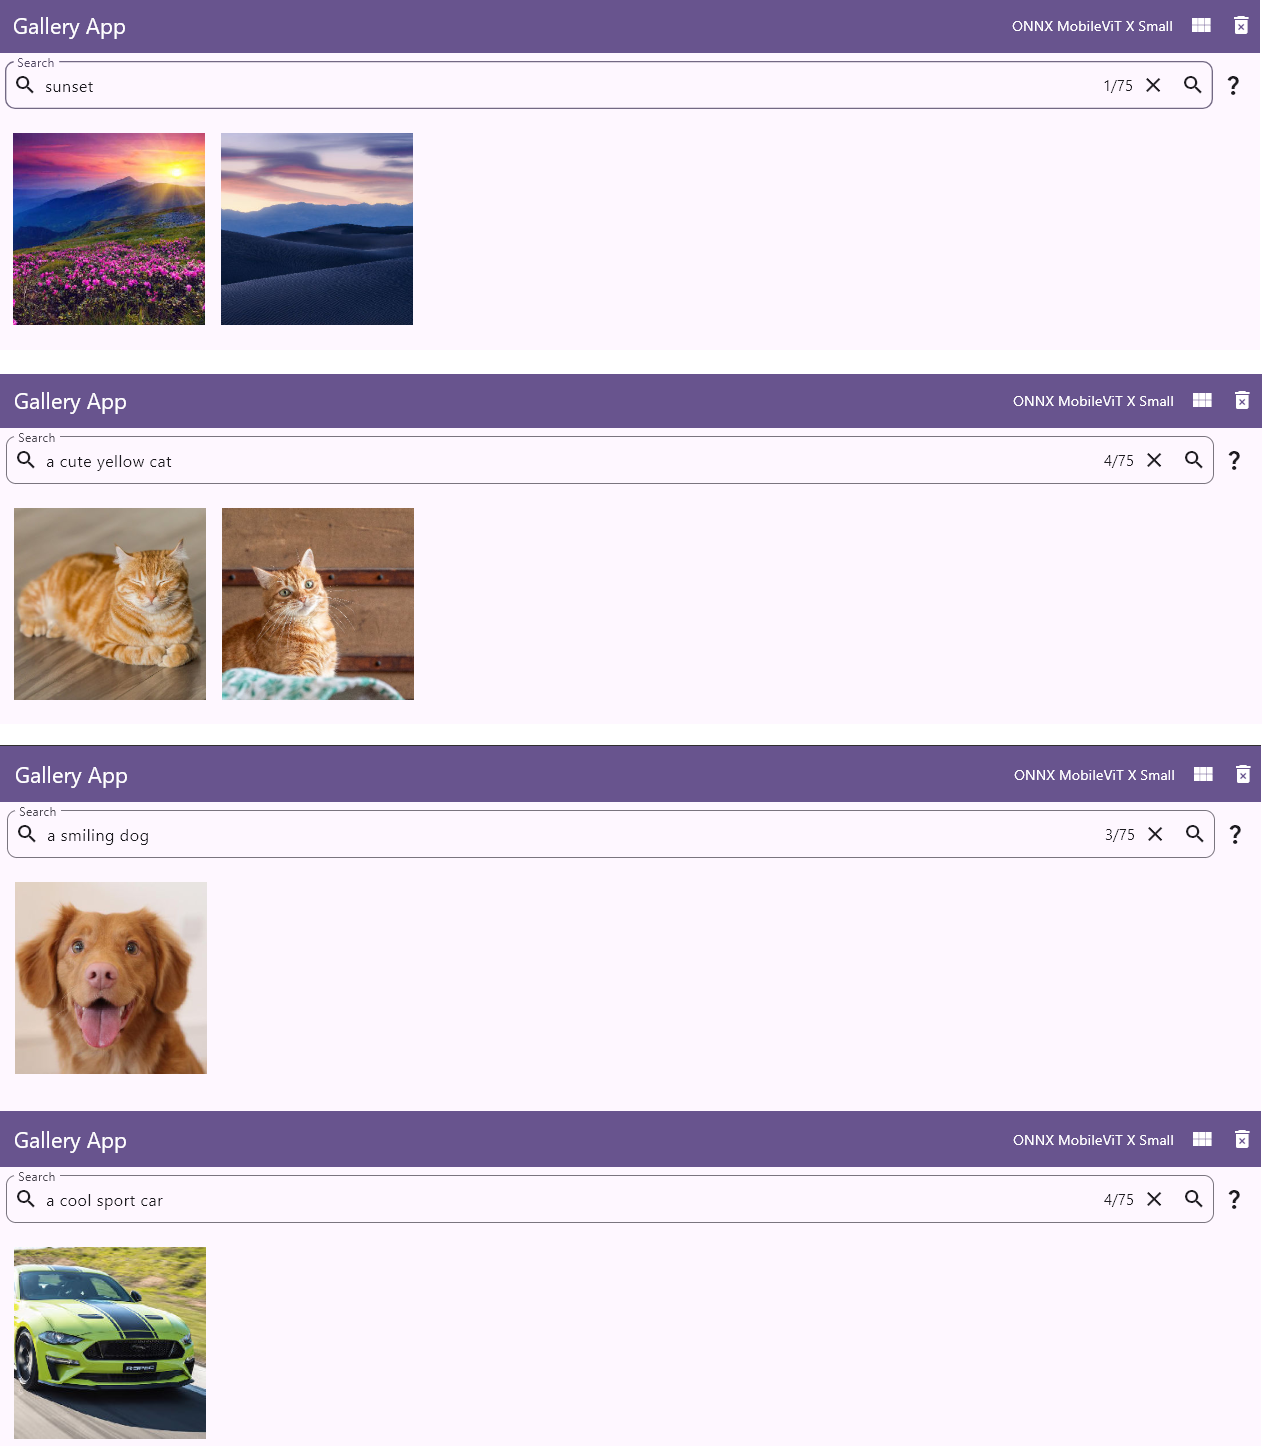 Gallery App
ONNX MobileViT X Small
Search
sunset
1/75
?
Gallery App
ONNX MobileViT X Small
Search
a cute yellow cat
4/75
?
Gallery App
ONNX MobileViT X Small
Search
a smiling dog
3/75
?
Gallery App
ONNX MobileViT X Small
Search
a cool sport car
4/75
?
R-SPEC